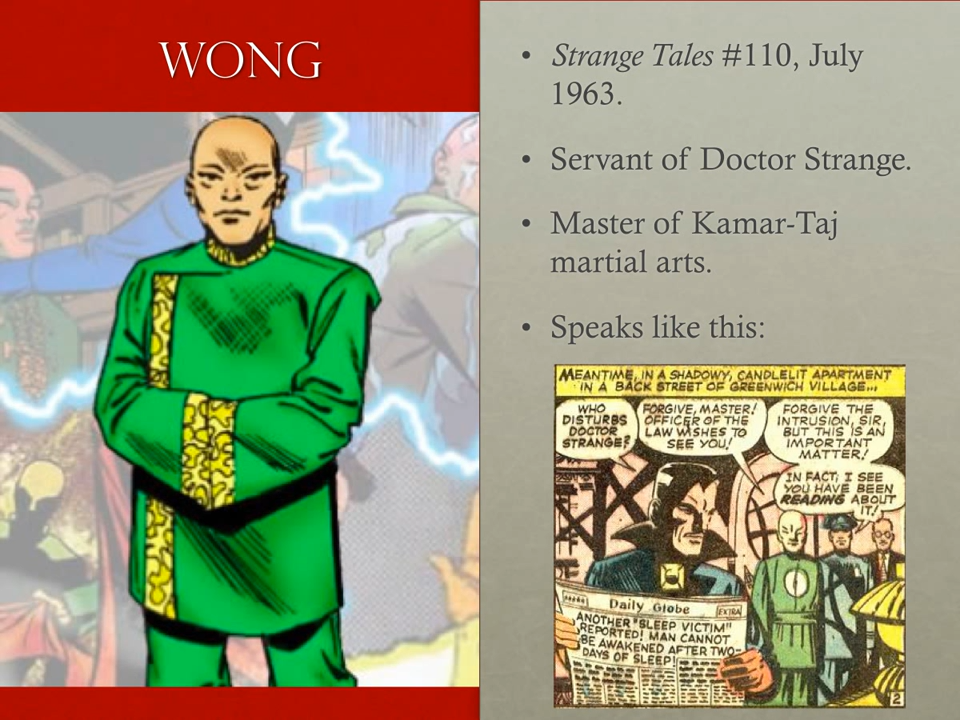 WONG
• Strange Tales #110, July
1963.
• Servant of Doctor Strange.
• Master of Kamar-Taj
martial arts.
• Speaks like this:
MEANTIME, IN A SHADOWY, CANDLELIT APARTMENT
IN A BACK STREET OF GREENWICH VILLAGE...
WHO
DISTURBS
DOCTOR
STRANGE?
FORGIVE, MASTER!
OFFICER OF THE
LAW WISHES TO
SEE YOU!
FORGIVE THE
INTRUSION, SIR,
BUT THIS IS AN
IMPORTANT
MATTER!
IN FACT, I SEE
YOU HAVE BEEN
READING ABOUT
IT!
Daily Globe
EXTRA
ANOTHER "SLEEP VICTIM"
REPORTED! MAN CANNOT
BE AWAKENED AFTER TWO-
DAYS OF SLEEP!
2